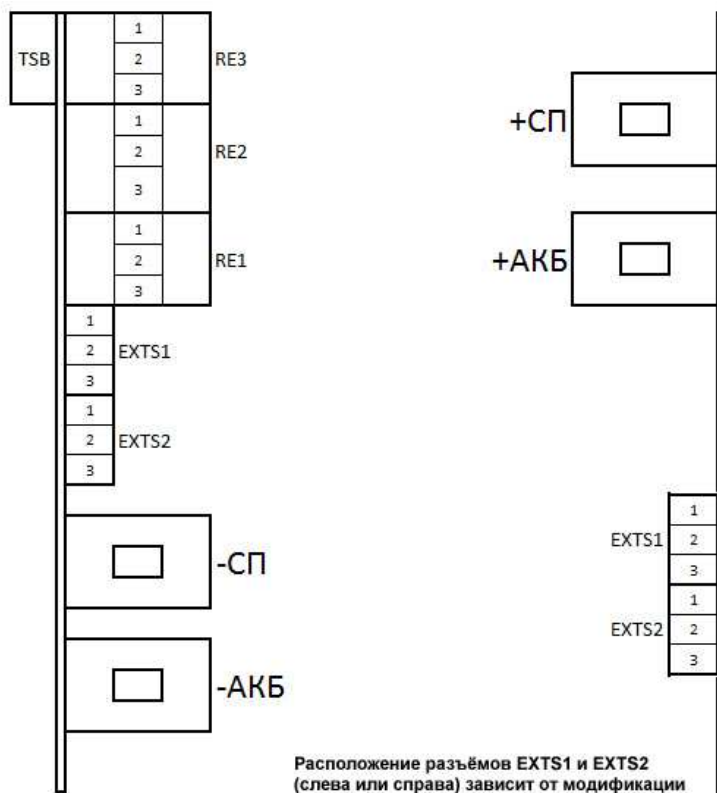 TSB
1
2
3
RE3
1
2
3
RE2
1
2
3
RE1
1
2
3
EXTS1
1
2
3
EXTS2
-СП
-АКБ
+СП
+АКБ
EXTS1
1
2
3
EXTS2
1
2
3
Расположение разъёмов EXTS1 и EXTS2
(слева или справа) зависит от модификации